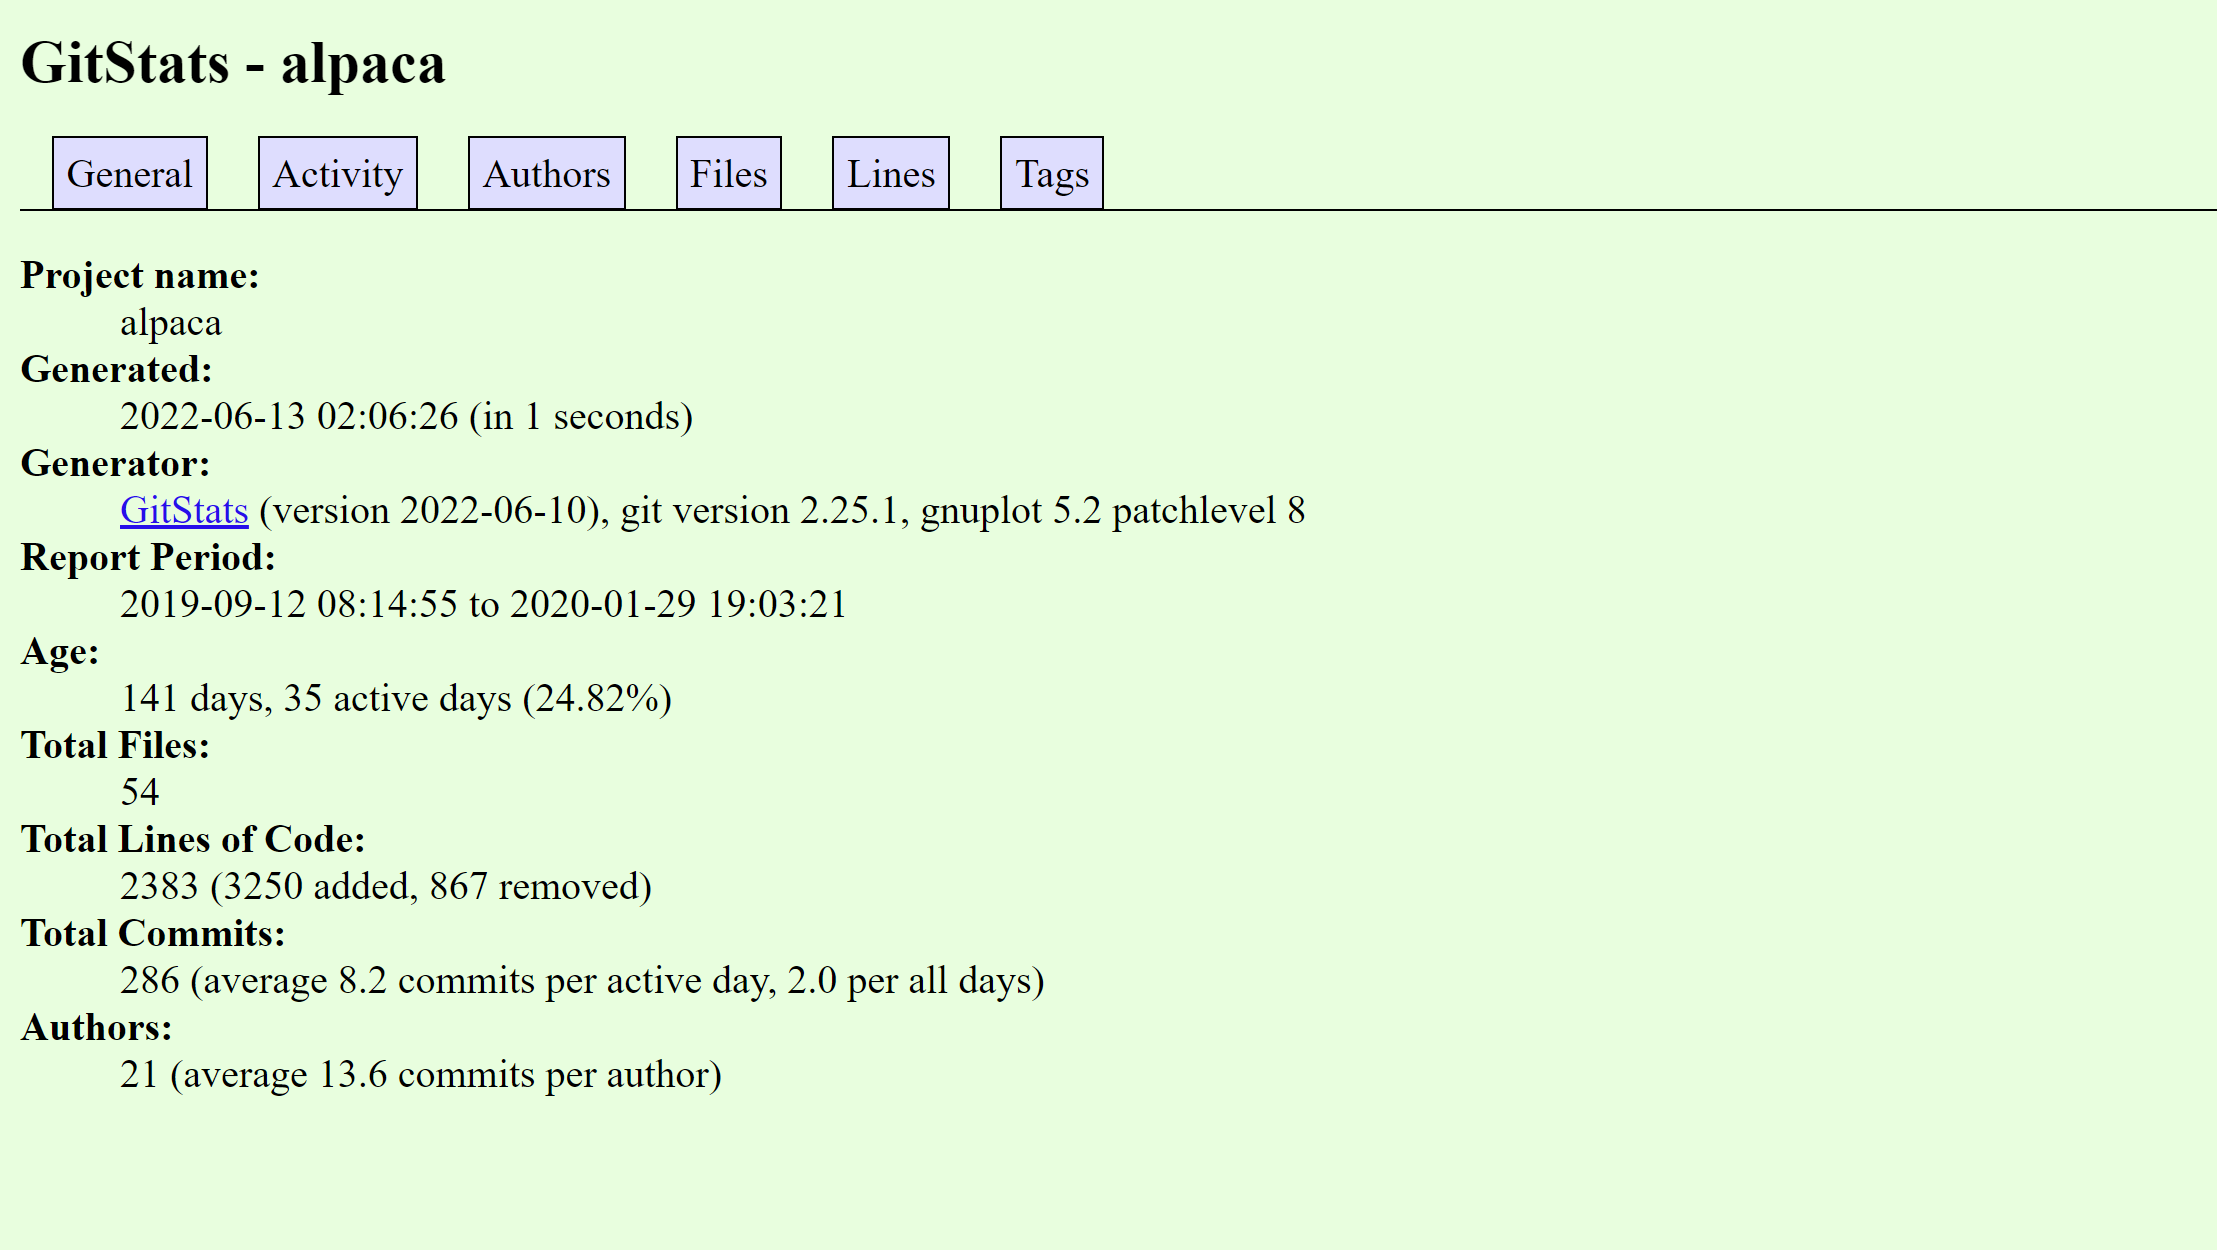 GitStats - alpaca
General Activity Authors Files Lines Tags
Project name:
alpaca
Generated:
2022-06-13 02:06:26 (in 1 seconds)
Generator:
GitStats (version 2022-06-10), git version 2.25.1, gnuplot 5.2 patchlevel 8
Report Period:
2019-09-12 08:14:55 to 2020-01-29 19:03:21
Age:
141 days, 35 active days (24.82%)
Total Files:
54
Total Lines of Code:
2383 (3250 added, 867 removed)
Total Commits:
286 (average 8.2 commits per active day, 2.0 per all days)
Authors:
21 (average 13.6 commits per author)